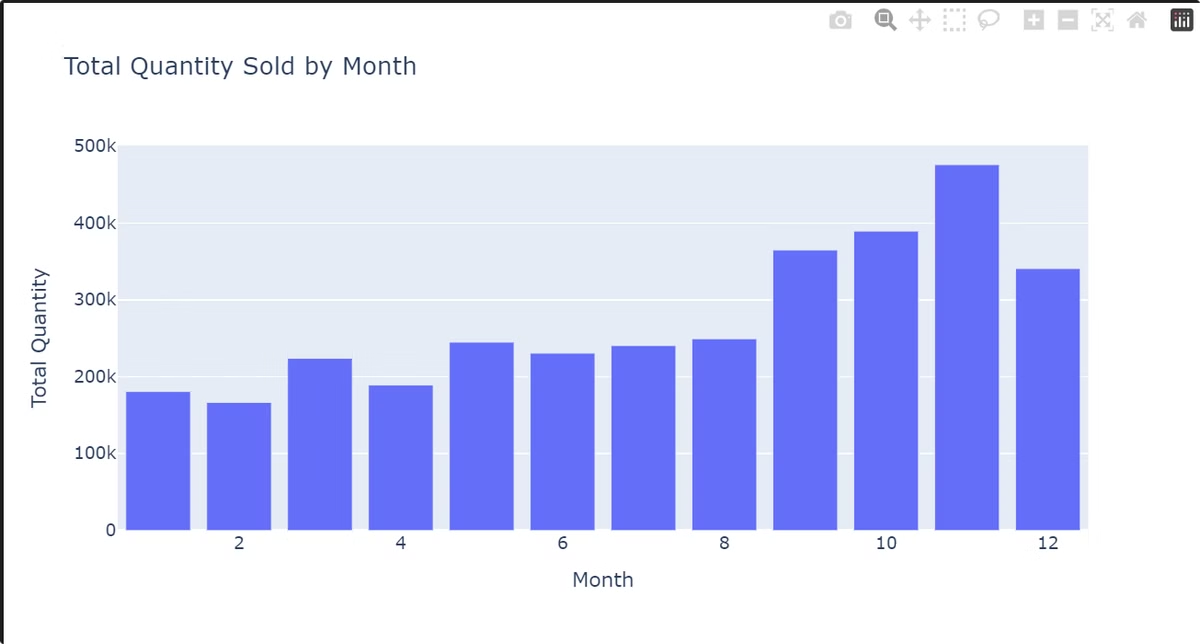 Total Quantity Sold by Month
500k
400k
300k
200k
100k
0
Total Quantity
2 4 6 8 10 12
Month